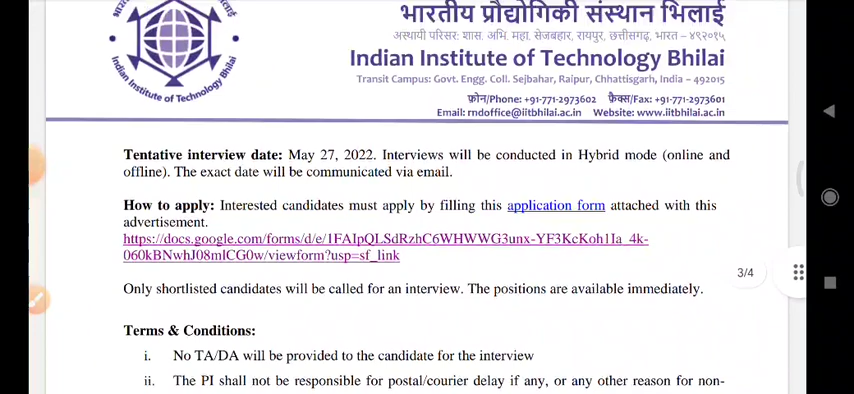 भारतीय प्रौद्योगिकी संस्थान भिलाई
अस्थायी परिसर: शास. अभि. महा. सेजबहार, रायपुर, छत्तीसगढ़, भारत – ४९२०१५
Indian Institute of Technology Bhilai
Transit Campus: Govt. Engg. Coll. Sejbahar, Raipur, Chhattisgarh, India – 492015
फ़ोन/Phone: +91-771-2973602 फ़ैक्स/Fax: +91-771-2973601
Email: rndoffice@iitbhilai.ac.in Website: www.iitbhilai.ac.in
Indian Institute of Technology Bhilai
Tentative interview date: May 27, 2022. Interviews will be conducted in Hybrid mode (online and
offline). The exact date will be communicated via email.
How to apply: Interested candidates must apply by filling this application form attached with this
advertisement.
https://docs.google.com/forms/d/e/1FAIpQLSdRzhC6WHWWG3unx-YF3KcKoh1Ia_4k-
060kBNwhJ08mlCG0w/viewform?usp=sf_link
3/4
Only shortlisted candidates will be called for an interview. The positions are available immediately.
Terms & Conditions:
i. No TA/DA will be provided to the candidate for the interview
ii. The PI shall not be responsible for postal/courier delay if any, or any other reason for non-